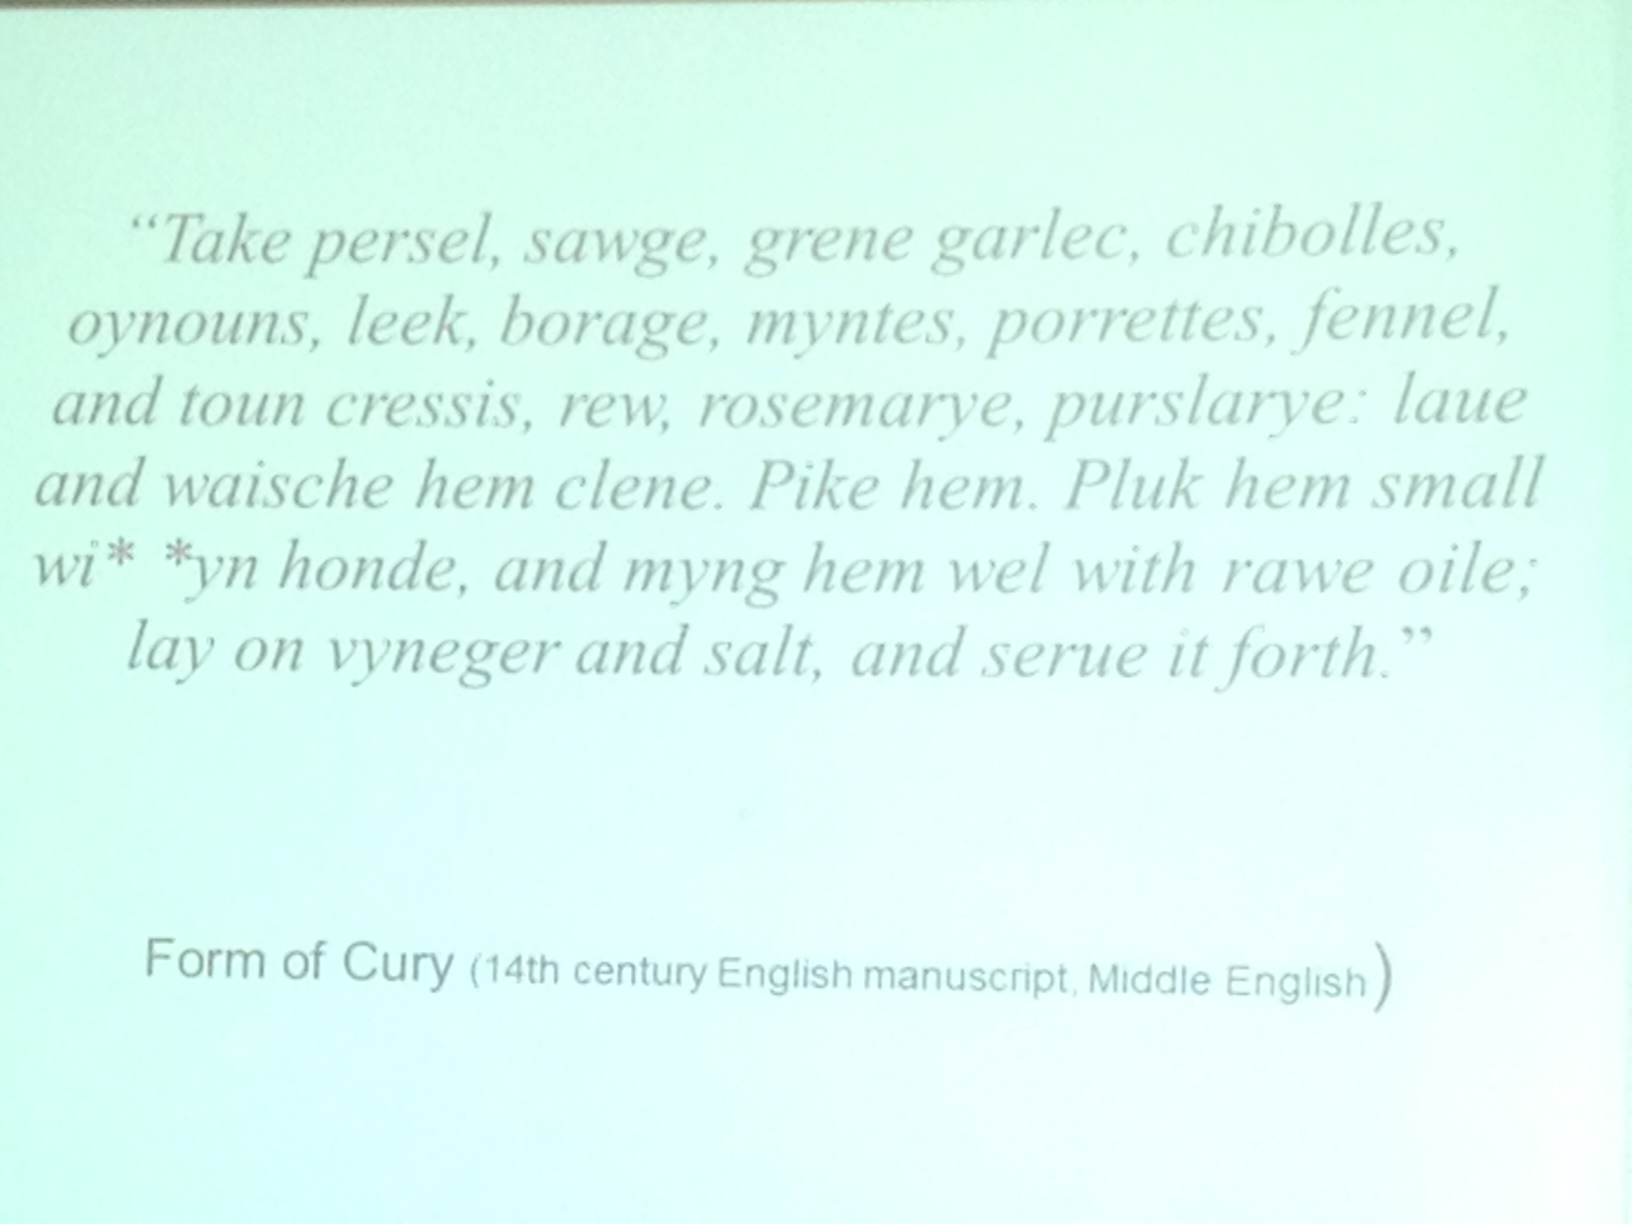 “Take persel, sawge, grene garlec, chibolles,
oynouns, leek, borage, myntes, porrettes, fennel,
and toun cressis, rew, rosemarye, purslarye: laue
and waische hem clene. Pike hem. Pluk hem small
wi* *yn honde, and myng hem wel with rawe oile;
lay on vyneger and salt, and serue it forth.”
Form of Cury (14th century English manuscript, Middle English)